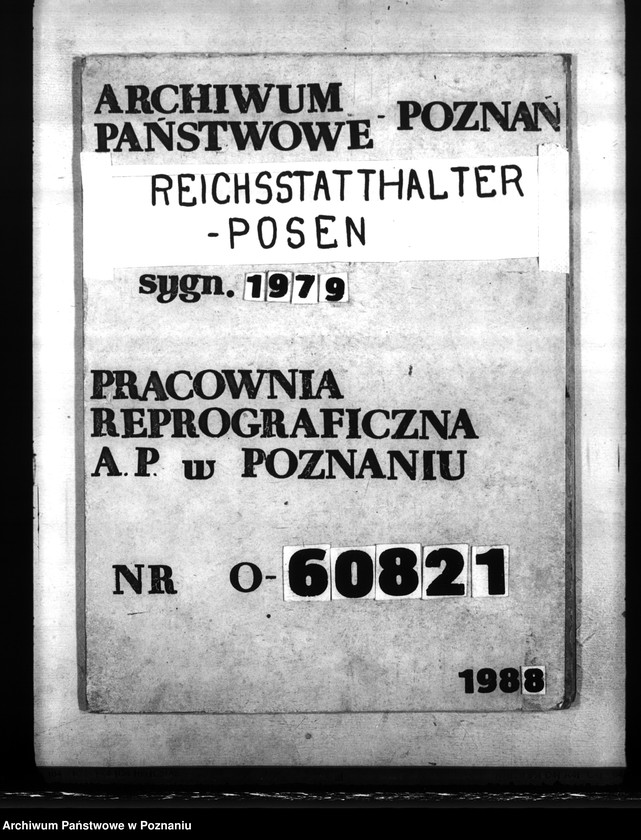 ARCHIWUM
PAŃSTWOWE - POZNAŃ
REICHSSTATTHALTER
-POSEN
sygn. 1979
PRACOWNIA
REPROGRAFICZNA
A.P. w POZNANIU
NR O-60821
1988
Archiwum Państwowe w Poznaniu